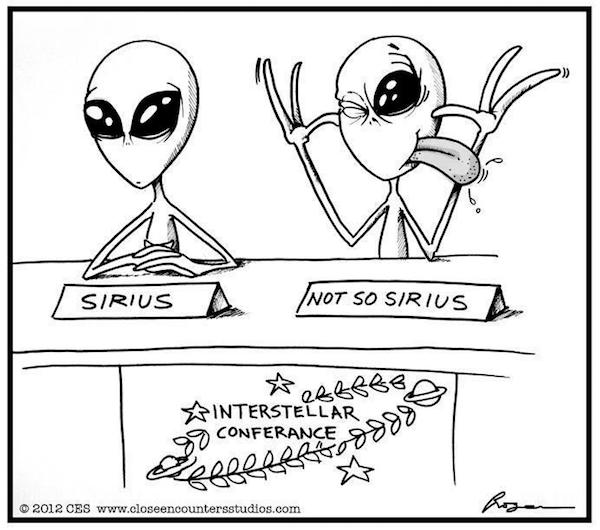 SIRIUS
NOT SO SIRIUS
INTERSTELLAR
CONFERANCE
© 2012 CES www.closeencountersstudios.com